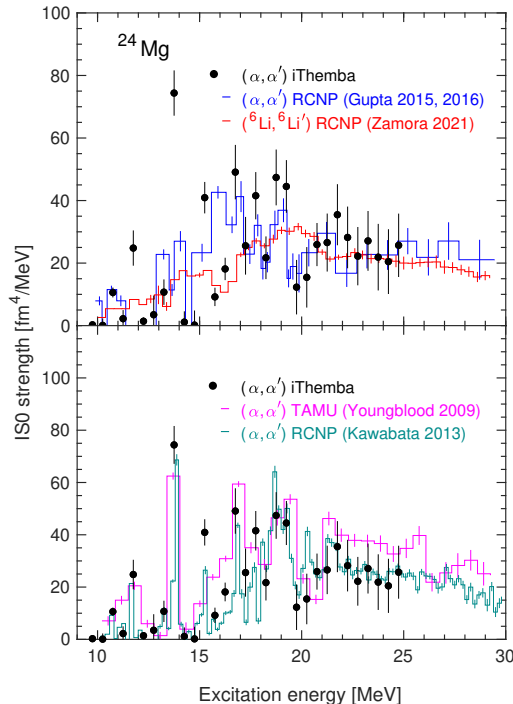 100
²⁴Mg
80
(α,α′) iThemba
(α,α′) RCNP (Gupta 2015, 2016)
(⁶Li,⁶Li′) RCNP (Zamora 2021)
60
40
20
0
IS0 strength [fm⁴/MeV]
100
(α,α′) iThemba
(α,α′) TAMU (Youngblood 2009)
(α,α′) RCNP (Kawabata 2013)
80
60
40
20
0
10 15 20 25 30
Excitation energy [MeV]